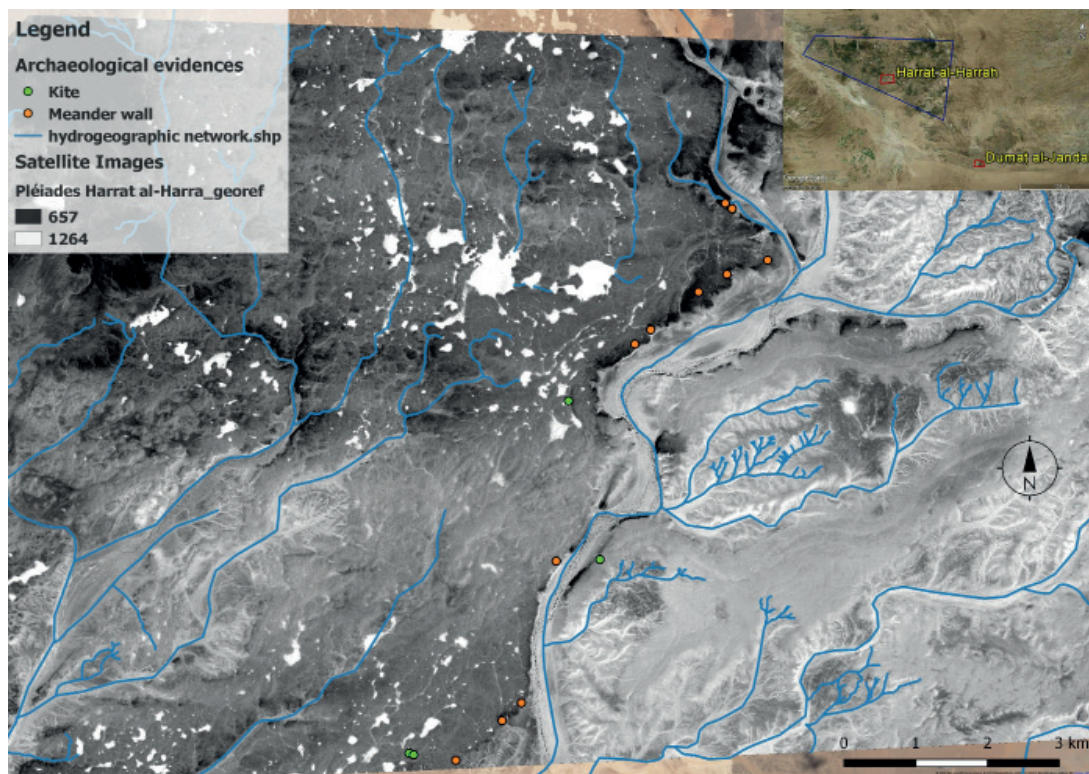 Legend
Archaeological evidences
Kite
Meander wall
hydrogeographic network.shp
Satellite Images
Pléiades Harrat al-Harra_georef
657
1264
Harrat al-Harrah
Dumat al-Jandal
N
0 1 2 3 km